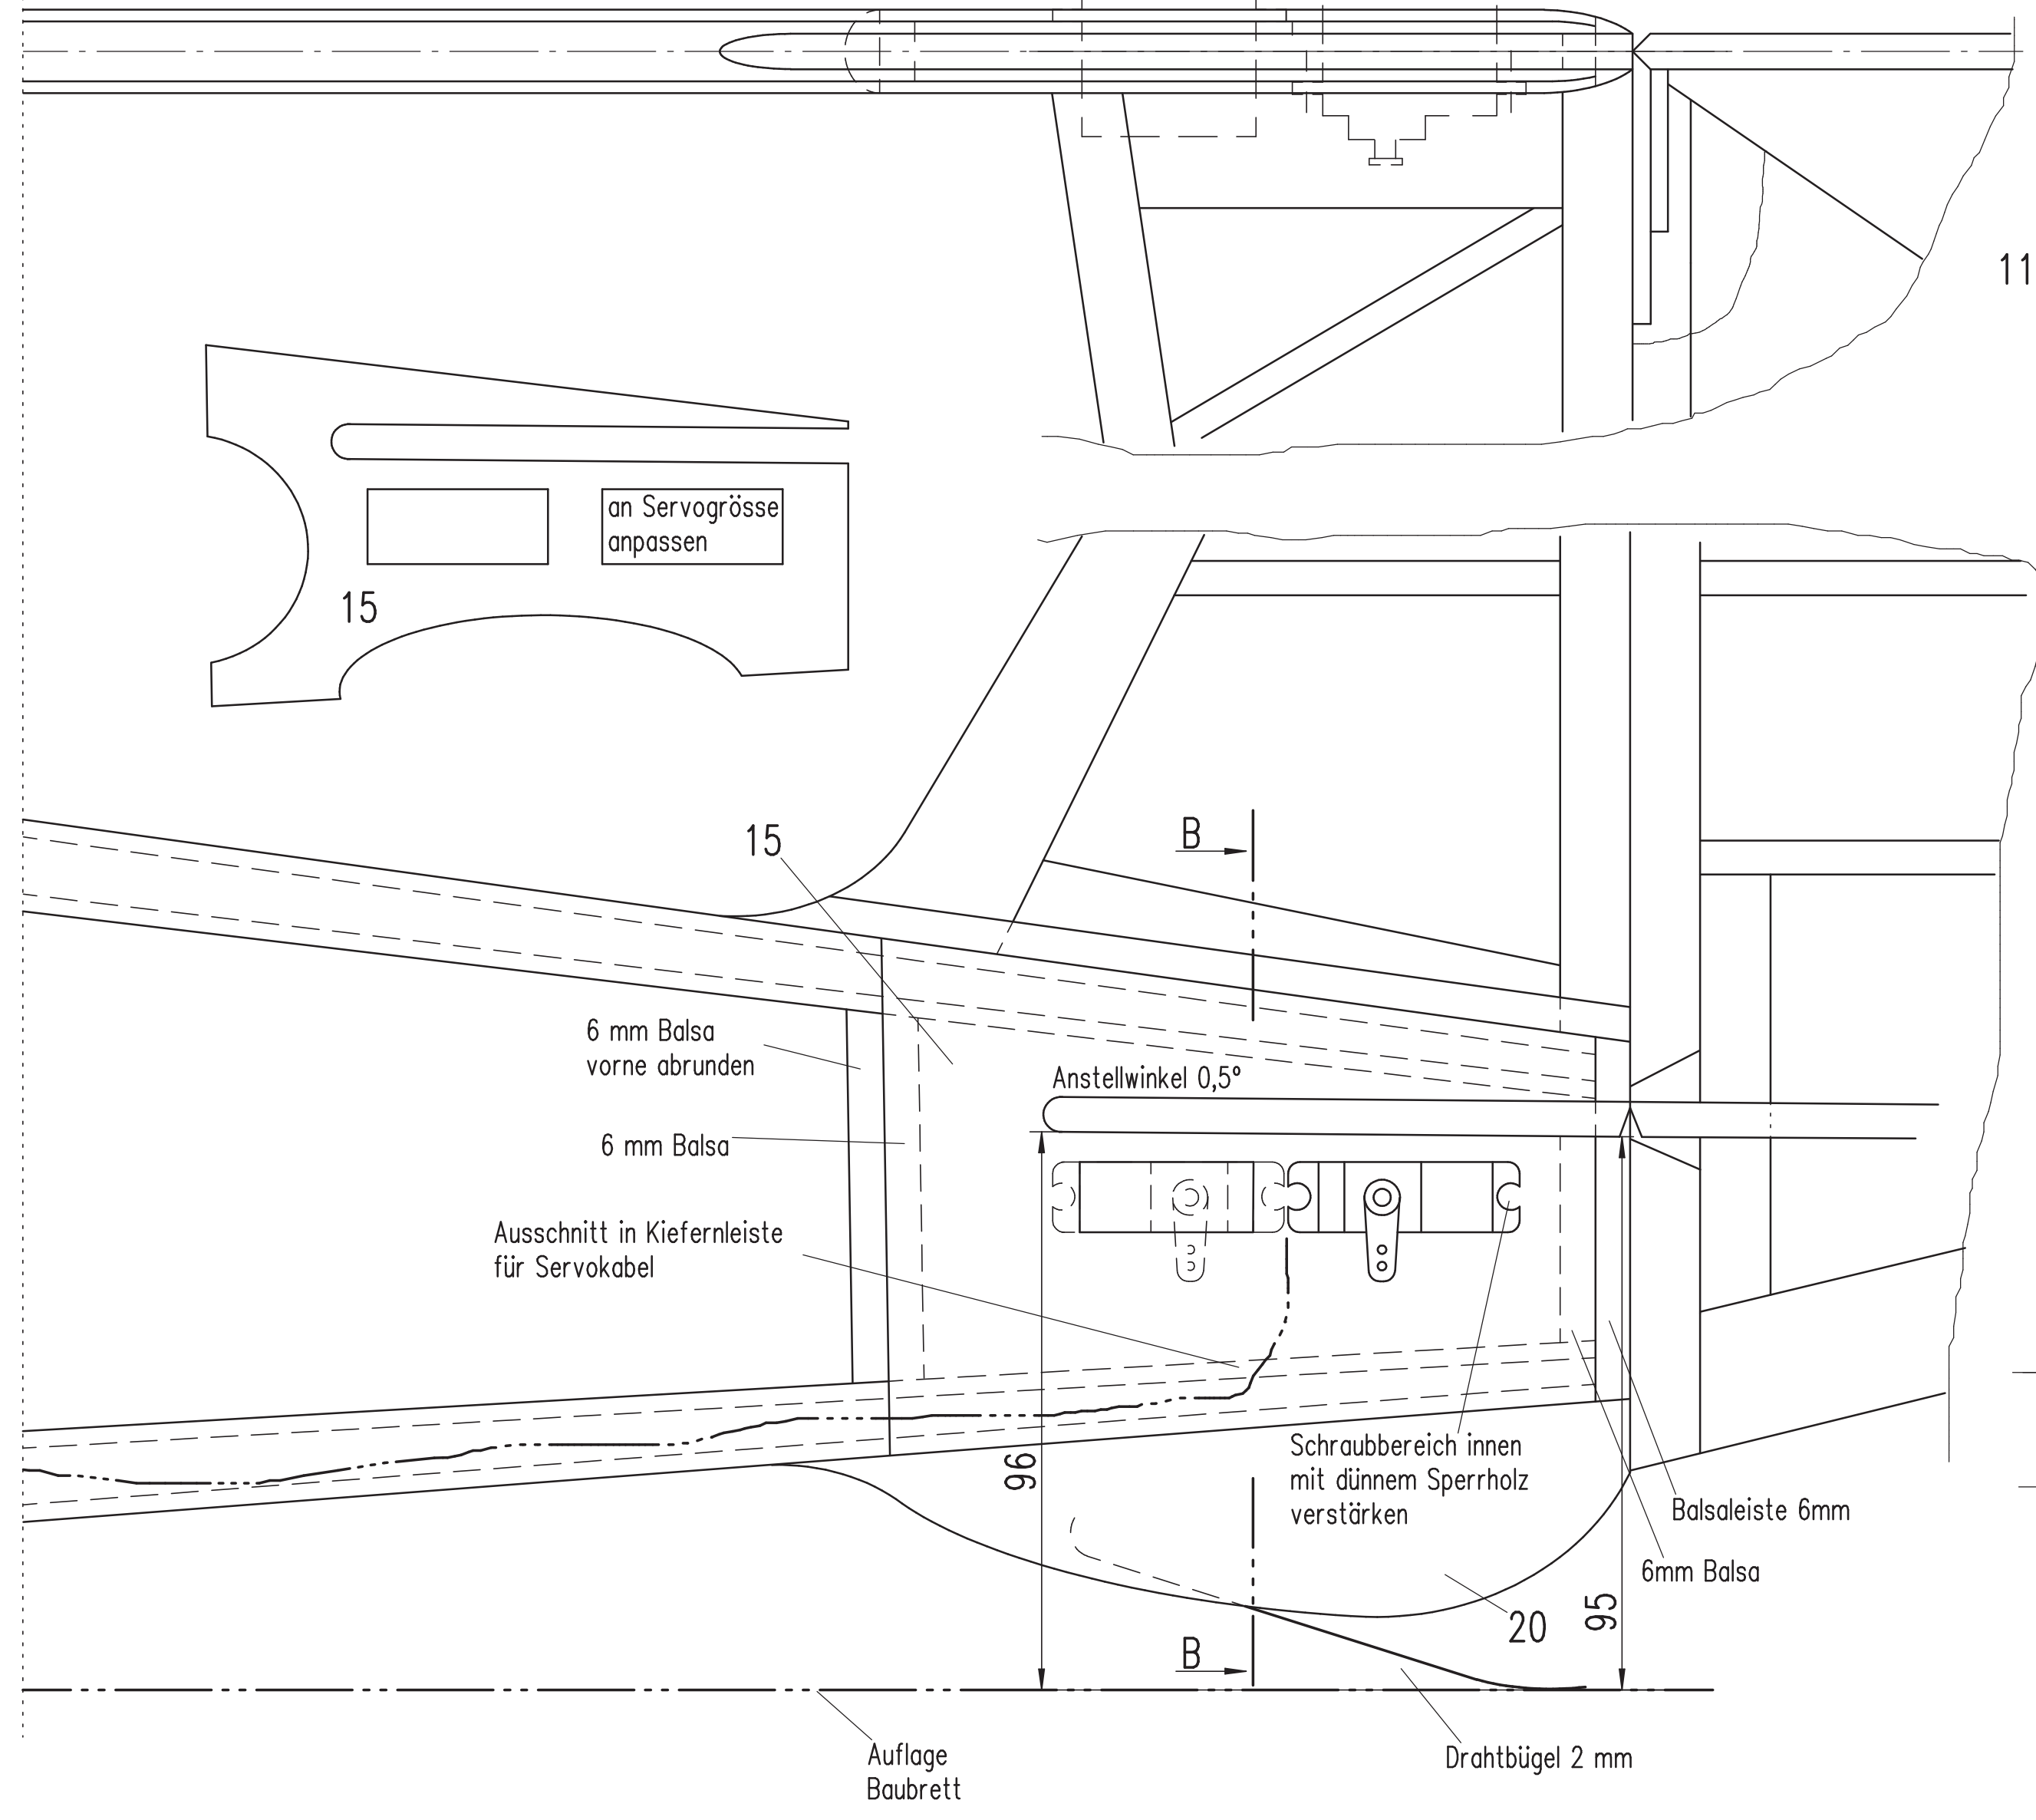 11
an Servogrösse
anpassen
15
15
B
6 mm Balsa
vorne abrunden
Anstellwinkel 0,5°
6 mm Balsa
Ausschnitt in Kiefernleiste
für Servokabel
96
Schraubbereich innen
mit dünnem Sperrholz
verstärken
Balsaleiste 6mm
6mm Balsa
95
20
B
Auflage
Baubrett
Drahtbügel 2 mm